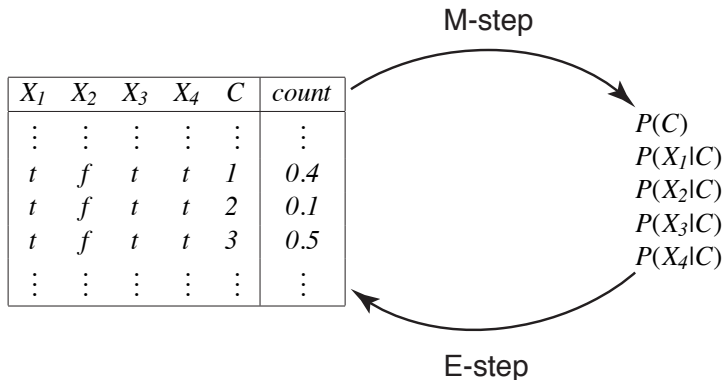 M-step
X1 X2 X3 X4 C count
⋮ ⋮ ⋮ ⋮ ⋮ ⋮
t f t t 1 0.4
t f t t 2 0.1
t f t t 3 0.5
⋮ ⋮ ⋮ ⋮ ⋮ ⋮
P(C)
P(X1|C)
P(X2|C)
P(X3|C)
P(X4|C)
E-step